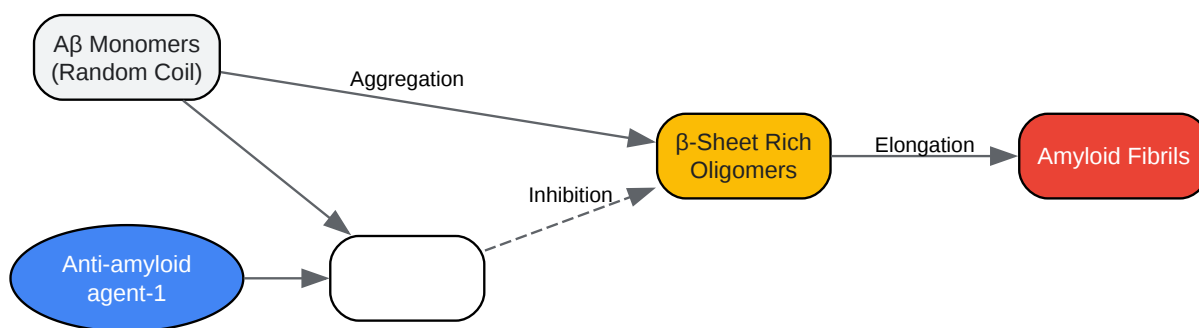 Aβ Monomers
(Random Coil)
Aggregation
β-Sheet Rich
Oligomers
Elongation
Amyloid Fibrils
Inhibition
Anti-amyloid
agent-1